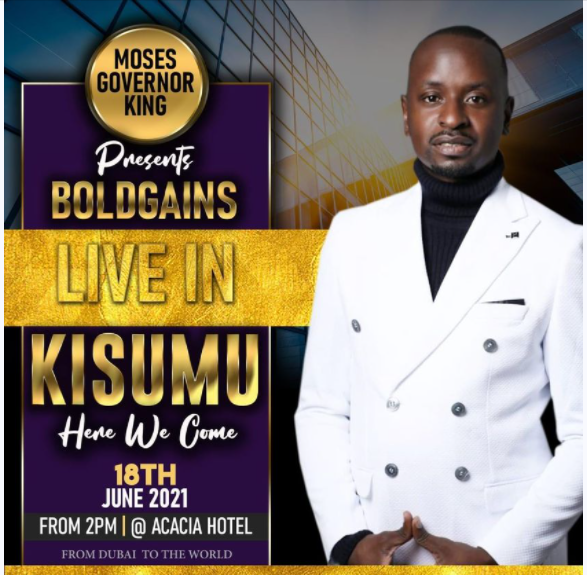 MOSES
GOVERNOR
KING
Presents
BOLDGAINS
LIVE IN
KISUMU
Here We Come
18TH
JUNE 2021
FROM 2PM | @ ACACIA HOTEL
FROM DUBAI TO THE WORLD